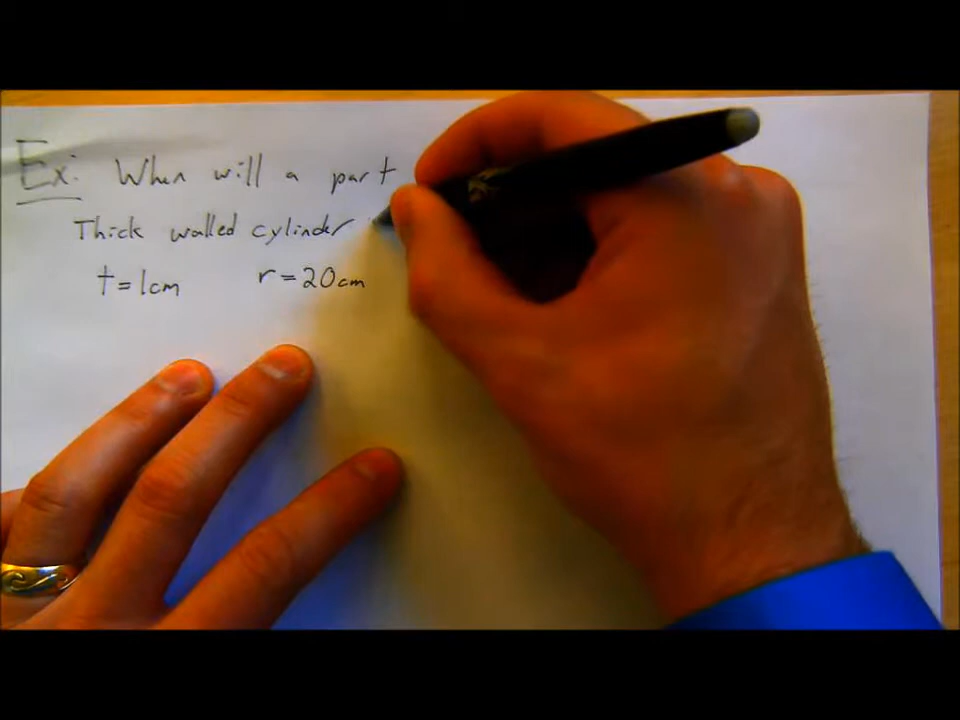 Ex: When will a part
Thick walled cylinder
t=1cm r=20cm